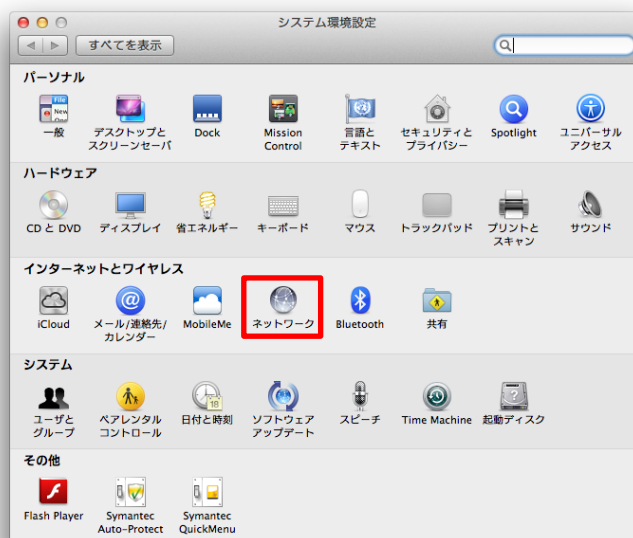 システム環境設定
すべてを表示
パーソナル
File
New
一般
デスクトップと
スクリーンセーバ
Dock
Mission
Control
言語と
テキスト
セキュリティと
プライバシー
Spotlight
ユニバーサル
アクセス
ハードウェア
CD と DVD
ディスプレイ
省エネルギー
キーボード
マウス
トラックパッド
プリントと
スキャン
サウンド
インターネットとワイヤレス
iCloud
メール/連絡先/
カレンダー
MobileMe
ネットワーク
Bluetooth
共有
システム
ユーザと
グループ
ペアレンタル
コントロール
18
日付と時刻
ソフトウェア
アップデート
スピーチ
Time Machine
起動ディスク
その他
Flash Player
Symantec
Auto-Protect
Symantec
QuickMenu